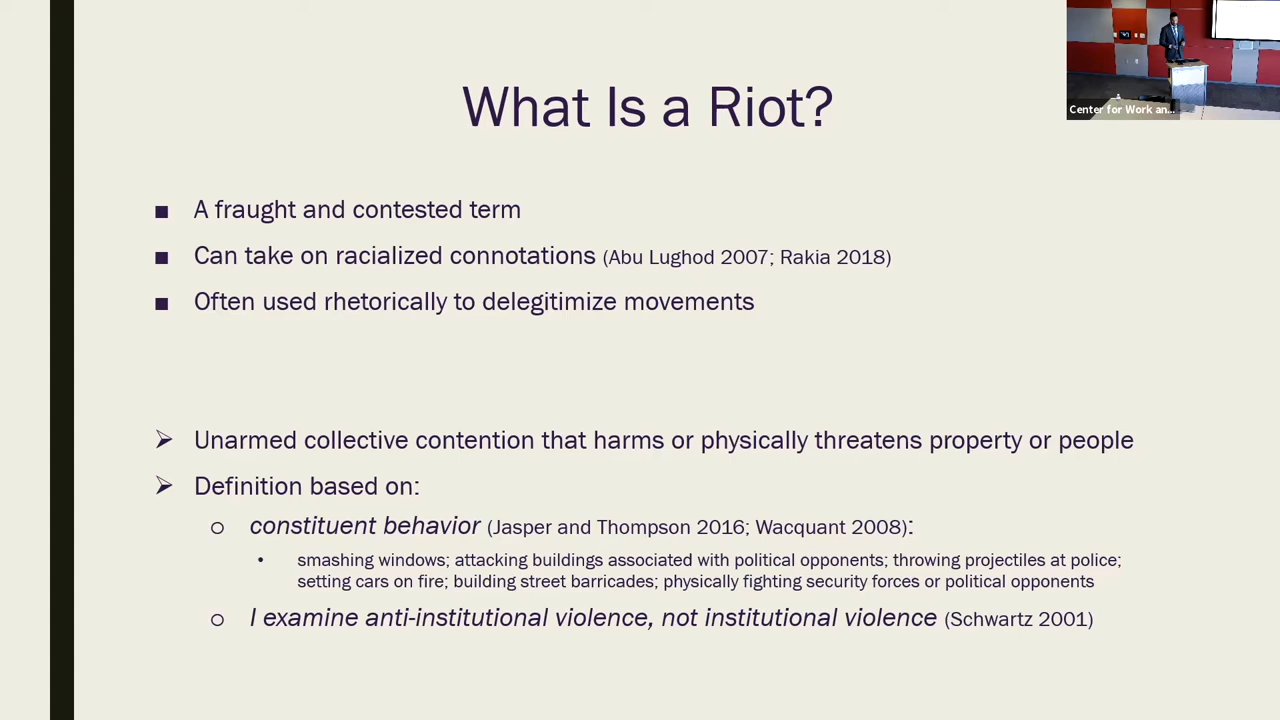 What Is a Riot?
Center for Work an...
■ A fraught and contested term
■ Can take on racialized connotations (Abu Lughod 2007; Rakia 2018)
■ Often used rhetorically to delegitimize movements
➢ Unarmed collective contention that harms or physically threatens property or people
➢ Definition based on:
o constituent behavior (Jasper and Thompson 2016; Wacquant 2008):
• smashing windows; attacking buildings associated with political opponents; throwing projectiles at police;
setting cars on fire; building street barricades; physically fighting security forces or political opponents
o I examine anti-institutional violence, not institutional violence (Schwartz 2001)